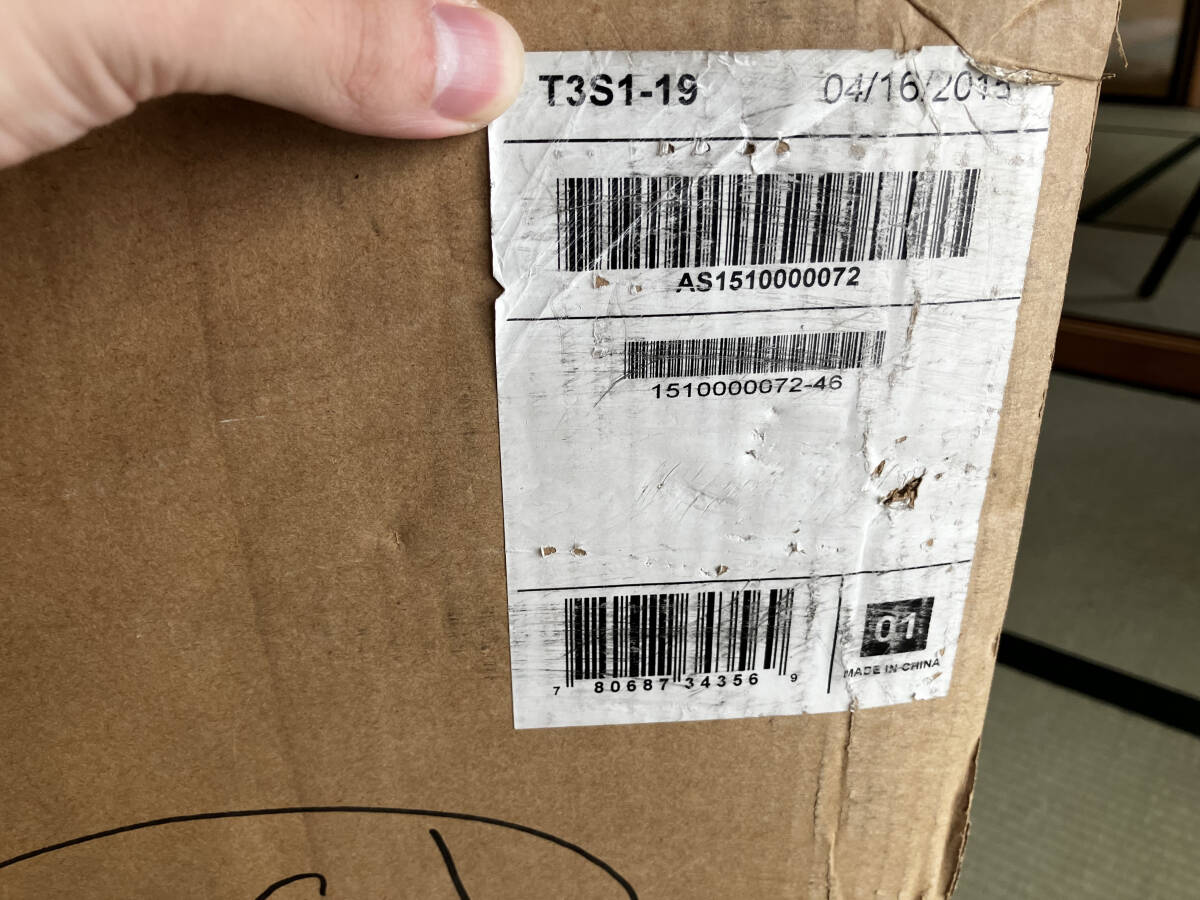 T3S1-19 04/16/2015
AS1510000072
1510000072-46
7 80687 34356 9
01
MADE IN CHINA